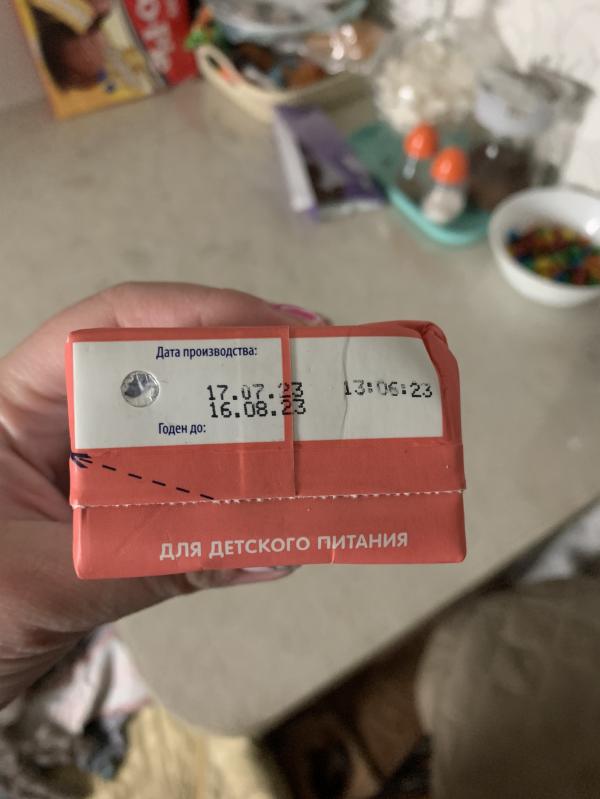 Дата производства:
17.07.23 13:06:23
16.08.23
Годен до:
ДЛЯ ДЕТСКОГО ПИТАНИЯ